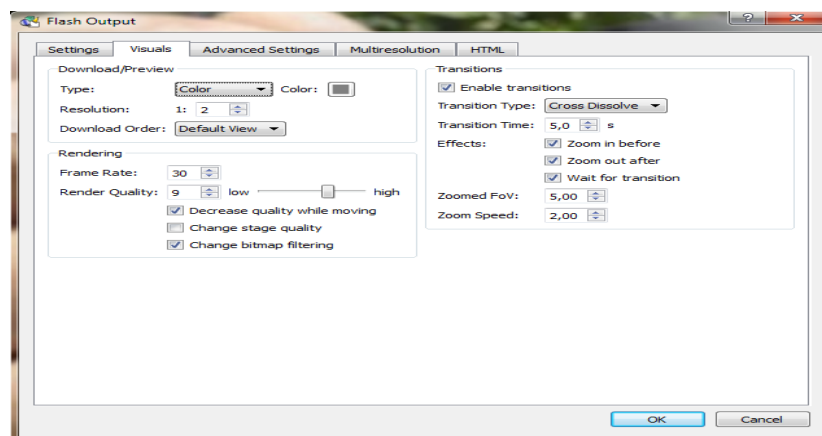 Flash Output
Settings Visuals Advanced Settings Multiresolution HTML
Download/Preview
Type: Color Color:
Resolution: 1: 2
Download Order: Default View
Rendering
Frame Rate: 30
Render Quality: 9 low high
Decrease quality while moving
Change stage quality
Change bitmap filtering
Transitions
Enable transitions
Transition Type: Cross Dissolve
Transition Time: 5,0 s
Effects: Zoom in before
Zoom out after
Wait for transition
Zoomed FoV: 5,00
Zoom Speed: 2,00
OK Cancel